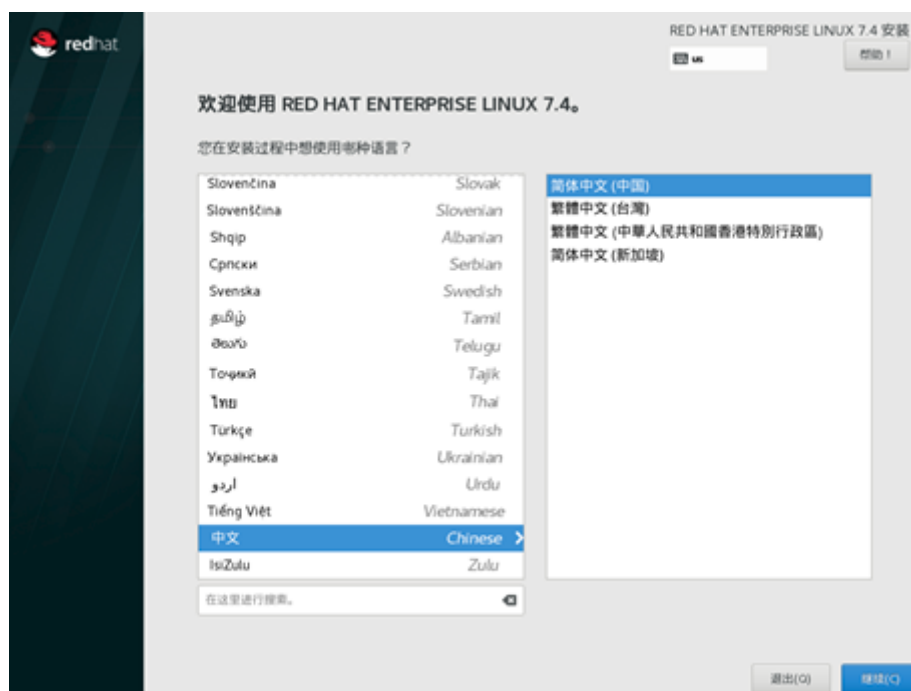 redhat
RED HAT ENTERPRISE LINUX 7.4 安装
us
帮助！
欢迎使用 RED HAT ENTERPRISE LINUX 7.4。
您在安装过程中想使用哪种语言？
Slovenčina Slovak
Slovenščina Slovenian
Shqip Albanian
Српски Serbian
Svenska Swedish
தமிழ் Tamil
తెలుగు Telugu
Тоҷикӣ Tajik
ไทย Thai
Türkçe Turkish
Українська Ukrainian
اردو Urdu
Tiếng Việt Vietnamese
中文 Chinese
IsiZulu Zulu
在这里进行搜索。
简体中文 (中国)
繁體中文 (台灣)
繁體中文 (中華人民共和國香港特別行政區)
简体中文 (新加坡)
退出(Q)
继续(C)